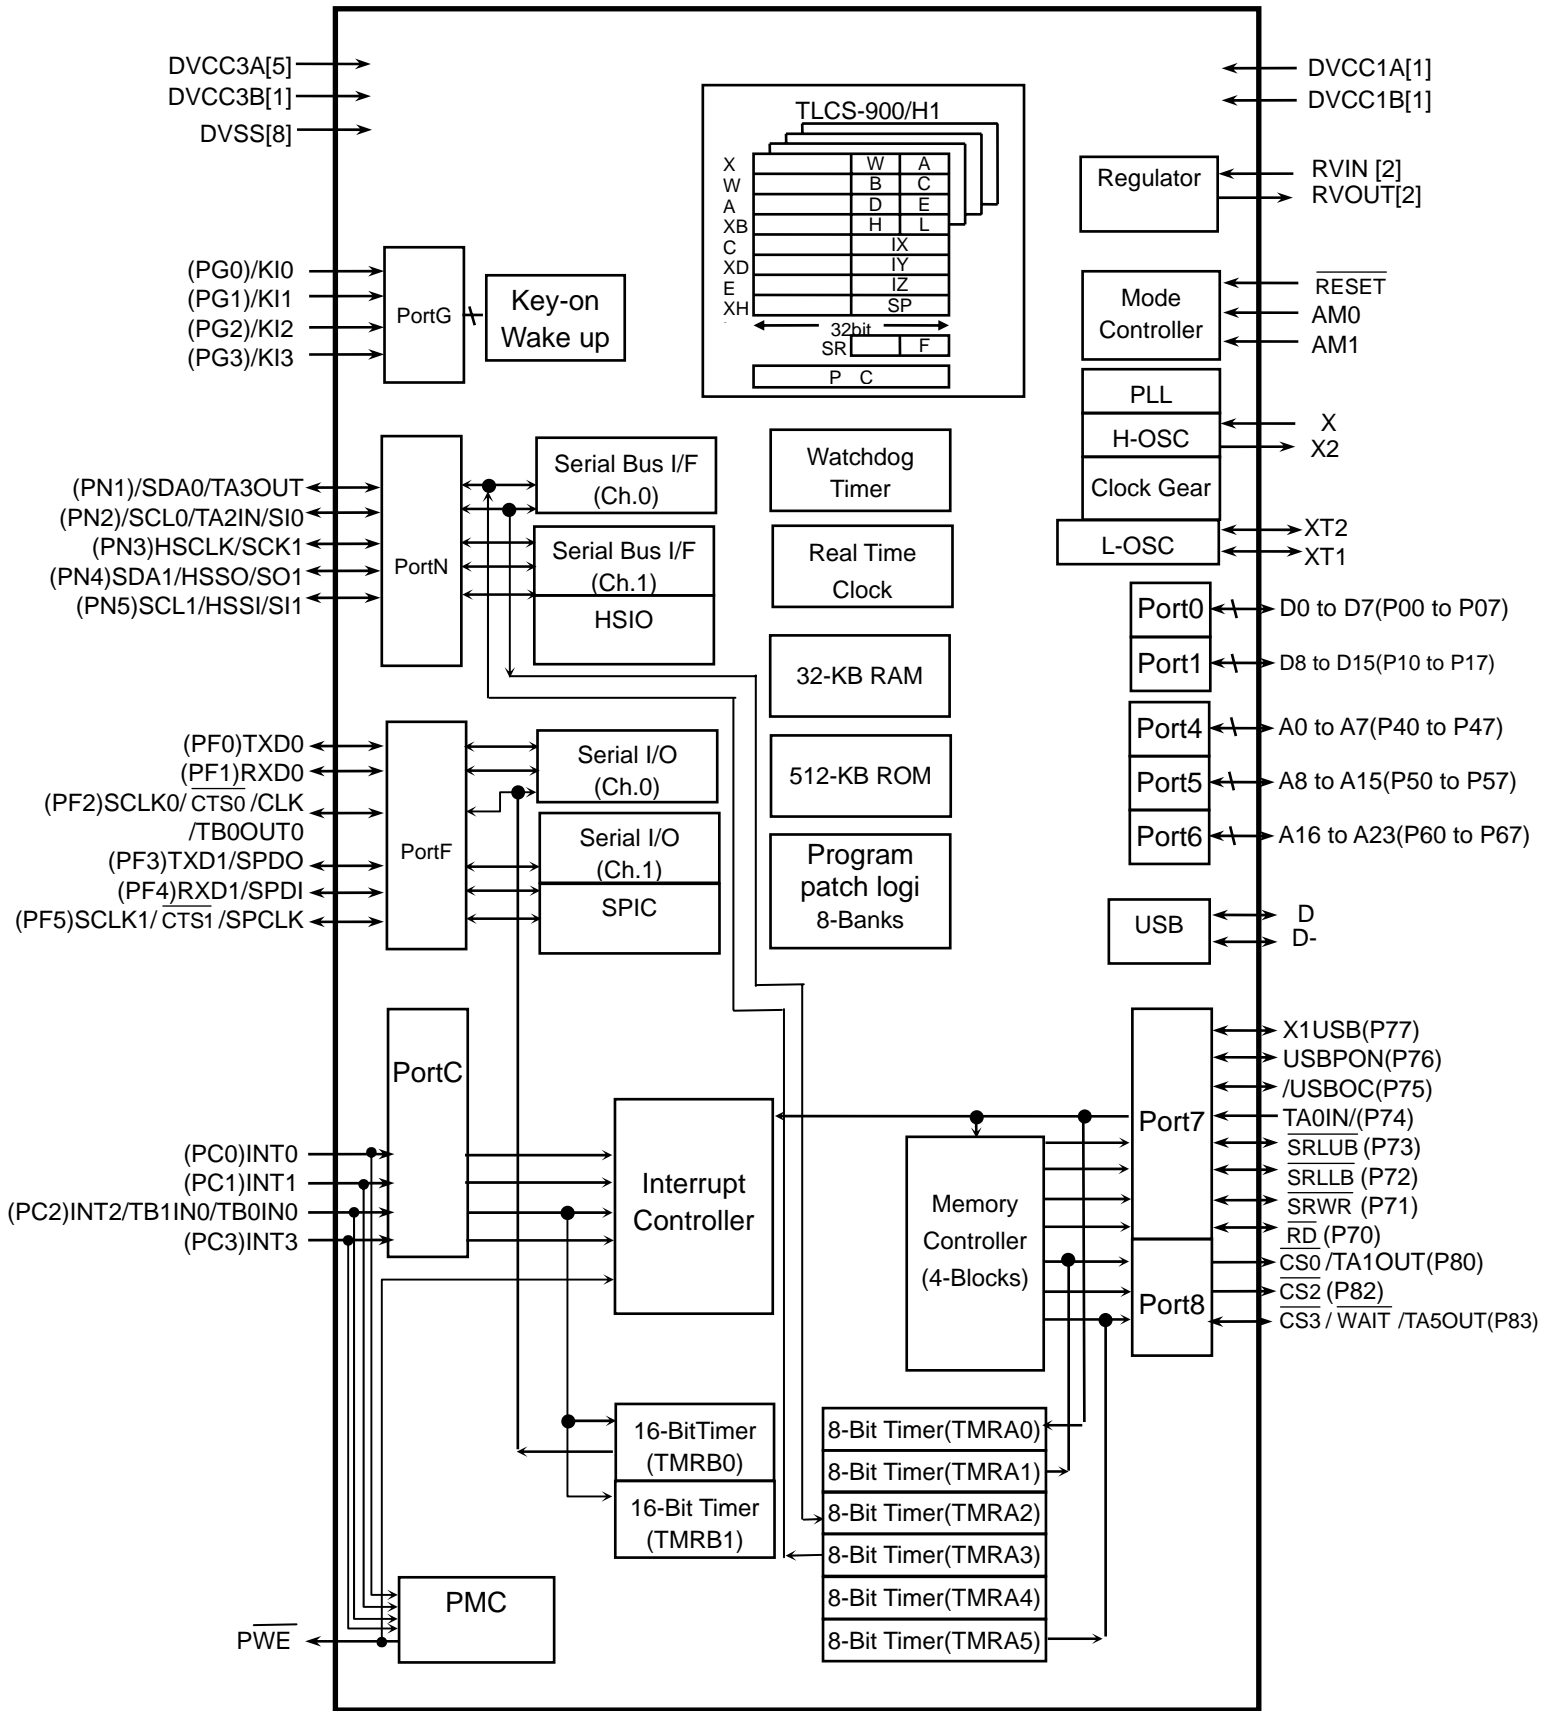 DVCC3A[5]
DVCC3B[1]
DVSS[8]
(PG0)/KI0
(PG1)/KI1
(PG2)/KI2
(PG3)/KI3
PortG
Key-on
Wake up
(PN1)/SDA0/TA3OUT
(PN2)/SCL0/TA2IN/SI0
(PN3)HSCLK/SCK1
(PN4)SDA1/HSSO/SO1
(PN5)SCL1/HSSI/SI1
PortN
Serial Bus I/F
(Ch.0)
Serial Bus I/F
(Ch.1)
HSIO
(PF0)TXD0
(PF1)RXD0
(PF2)SCLK0/ CTS0 /CLK
/TB0OUT0
(PF3)TXD1/SPDO
(PF4)RXD1/SPDI
(PF5)SCLK1/ CTS1 /SPCLK
PortF
Serial I/O
(Ch.0)
Serial I/O
(Ch.1)
SPIC
PortC
(PC0)INT0
(PC1)INT1
(PC2)INT2/TB1IN0/TB0IN0
(PC3)INT3
Interrupt
Controller
16-BitTimer
(TMRB0)
16-Bit Timer
(TMRB1)
PMC
PWE
TLCS-900/H1
X W A
W B C
A D E
XB H L
C IX
XD IY
E IZ
XH SP
32bit
SR F
P C
Watchdog
Timer
Real Time
Clock
32-KB RAM
512-KB ROM
Program
patch logi
8-Banks
Memory
Controller
(4-Blocks)
8-Bit Timer(TMRA0)
8-Bit Timer(TMRA1)
8-Bit Timer(TMRA2)
8-Bit Timer(TMRA3)
8-Bit Timer(TMRA4)
8-Bit Timer(TMRA5)
DVCC1A[1]
DVCC1B[1]
Regulator
RVIN [2]
RVOUT[2]
Mode
Controller
RESET
AM0
AM1
PLL
H-OSC
Clock Gear
L-OSC
X
X2
XT2
XT1
Port0
D0 to D7(P00 to P07)
Port1
D8 to D15(P10 to P17)
Port4
A0 to A7(P40 to P47)
Port5
A8 to A15(P50 to P57)
Port6
A16 to A23(P60 to P67)
USB
D
D-
Port7
X1USB(P77)
USBPON(P76)
/USBOC(P75)
TA0IN/(P74)
SRLUB (P73)
SRLLB (P72)
SRWR (P71)
RD (P70)
Port8
CS0 /TA1OUT(P80)
CS2 (P82)
CS3 / WAIT /TA5OUT(P83)